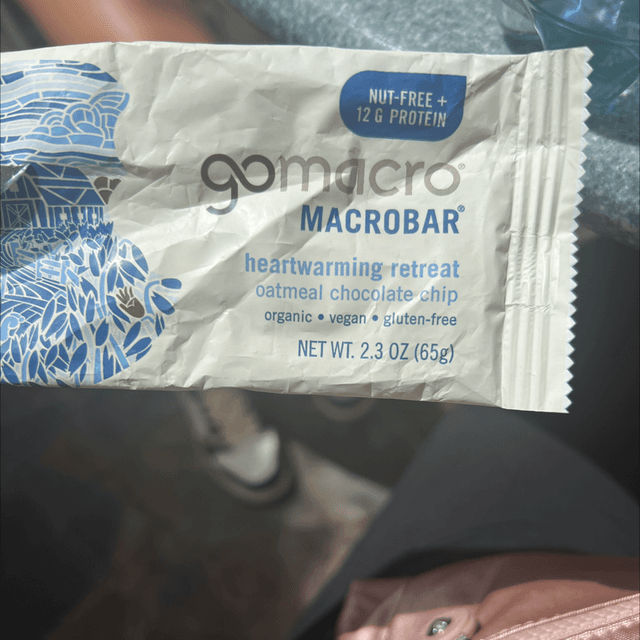 NUT-FREE +
12 G PROTEIN
gomacro®
MACROBAR®
heartwarming retreat
oatmeal chocolate chip
organic • vegan • gluten-free
NET WT. 2.3 OZ (65g)